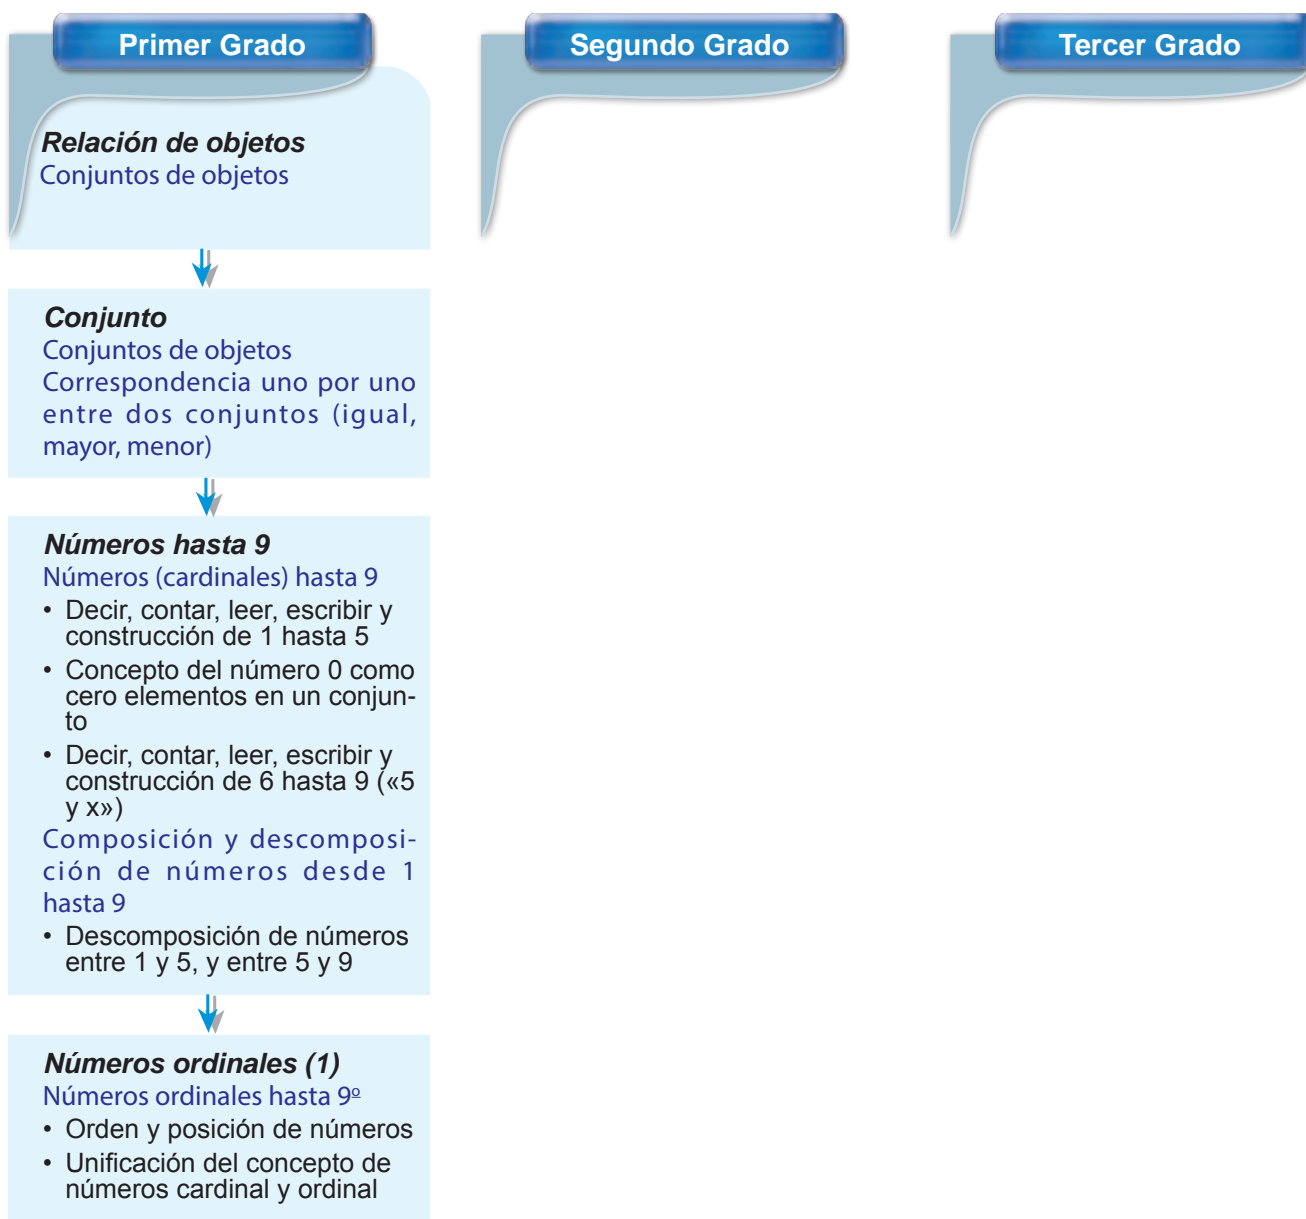 Primer Grado
Segundo Grado
Tercer Grado
Relación de objetos
Conjuntos de objetos
Conjunto
Conjuntos de objetos
Correspondencia uno por uno
entre dos conjuntos (igual,
mayor, menor)
Números hasta 9
Números (cardinales) hasta 9
• Decir, contar, leer, escribir y
construcción de 1 hasta 5
• Concepto del número 0 como
cero elementos en un conjun-
to
• Decir, contar, leer, escribir y
construcción de 6 hasta 9 («5
y x»)
Composición y descomposi-
ción de números desde 1
hasta 9
• Descomposición de números
entre 1 y 5, y entre 5 y 9
Números ordinales (1)
Números ordinales hasta 9º
• Orden y posición de números
• Unificación del concepto de
números cardinal y ordinal